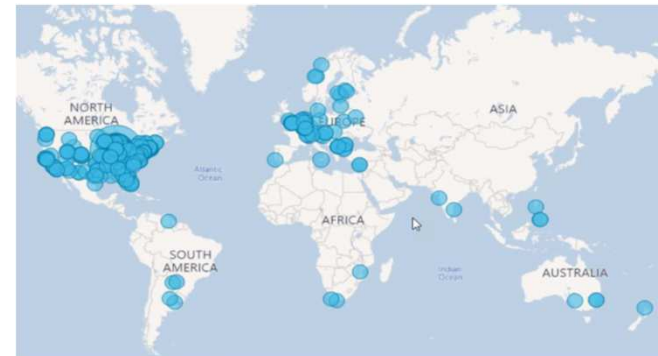 NORTH
AMERICA
EUROPE
ASIA
Atlantic
Ocean
AFRICA
SOUTH
AMERICA
Indian
Ocean
AUSTRALIA